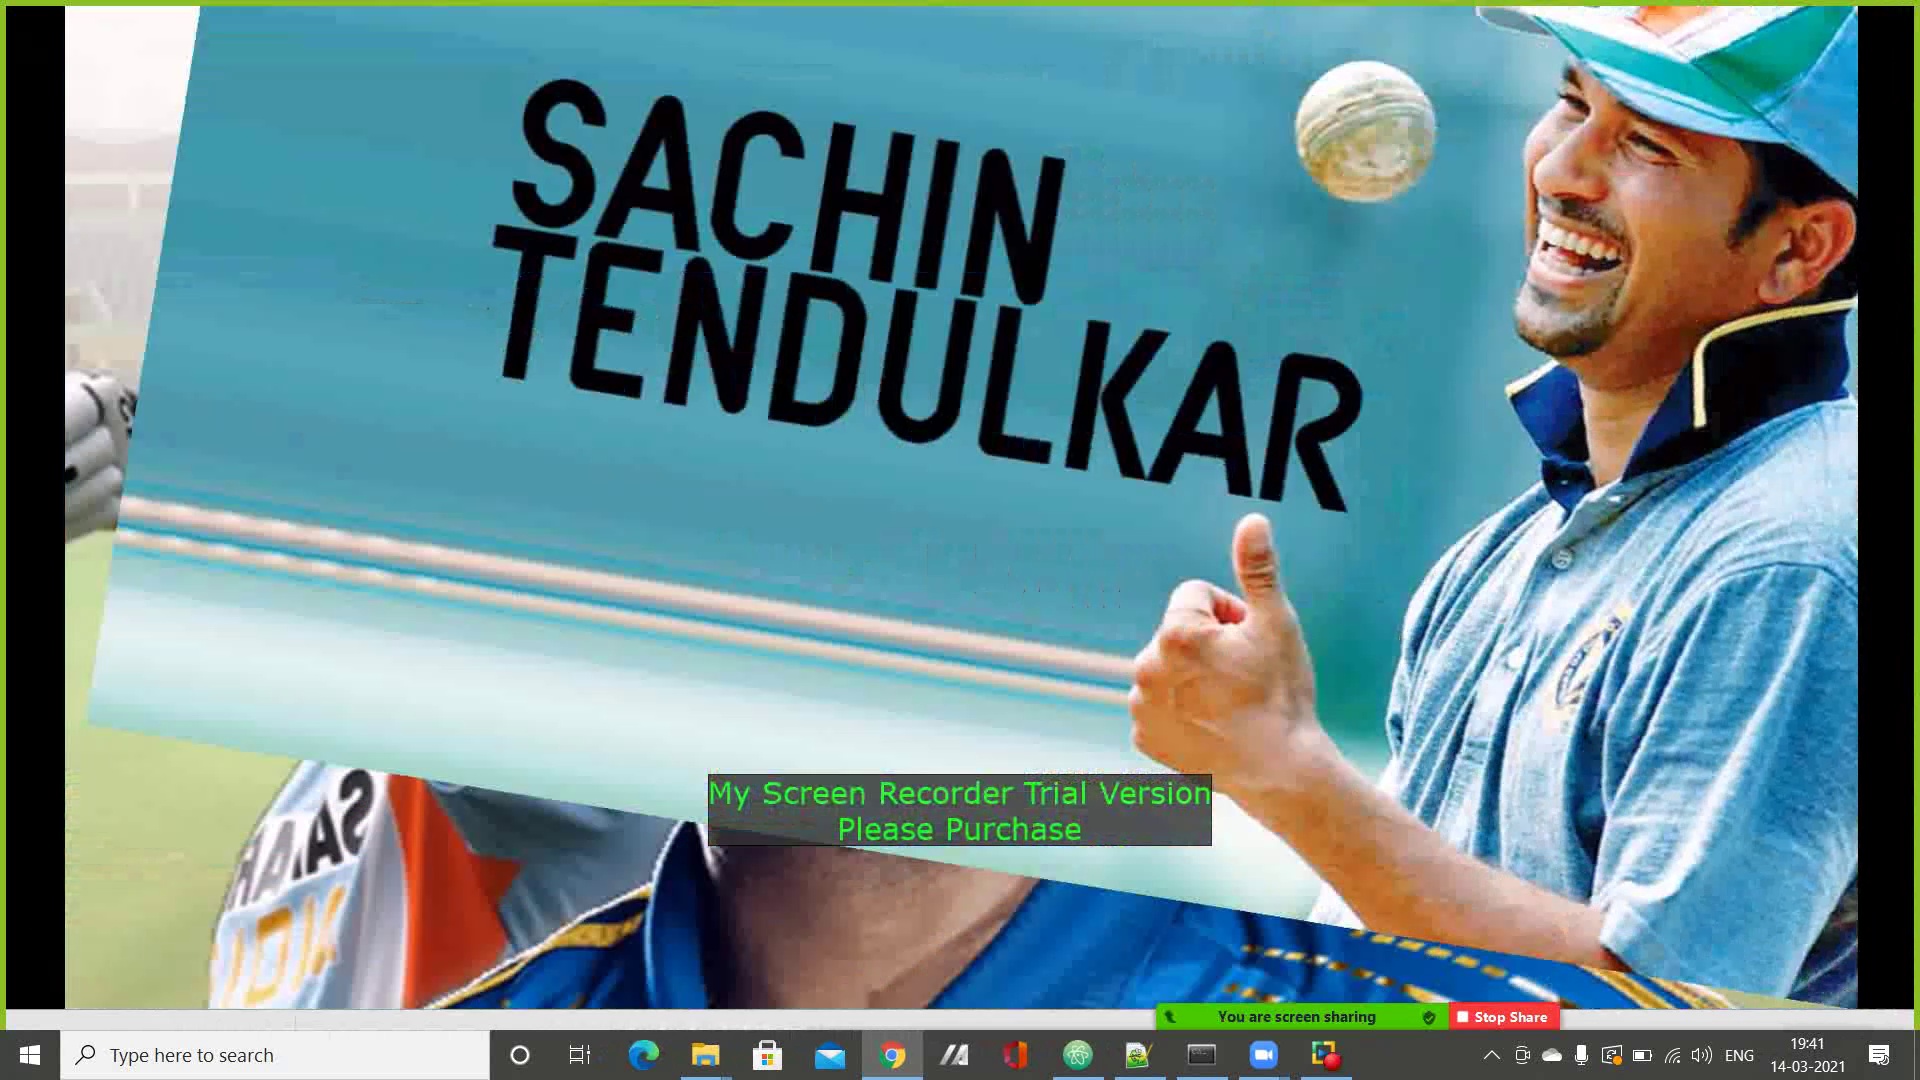 SACHIN
TENDULKAR
My Screen Recorder Trial Version
Please Purchase
SAHARA
You are screen sharing
Stop Share
Type here to search
ENG
19:41
14-03-2021